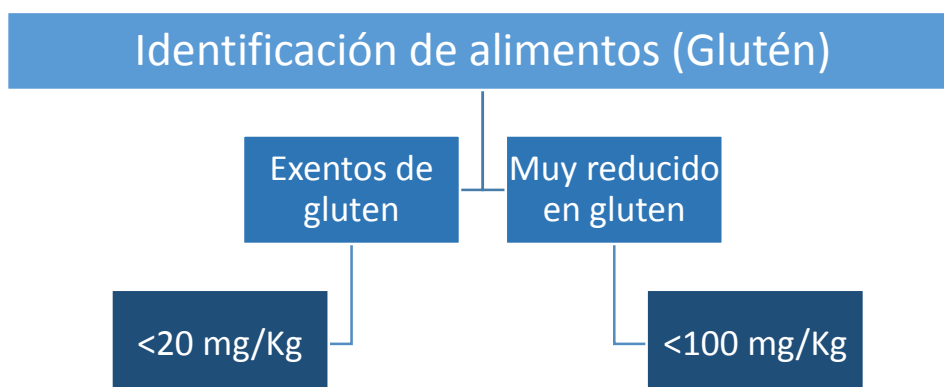 Identificación de alimentos (Glutén)
Exentos de
gluten
Muy reducido
en gluten
<20 mg/Kg
<100 mg/Kg